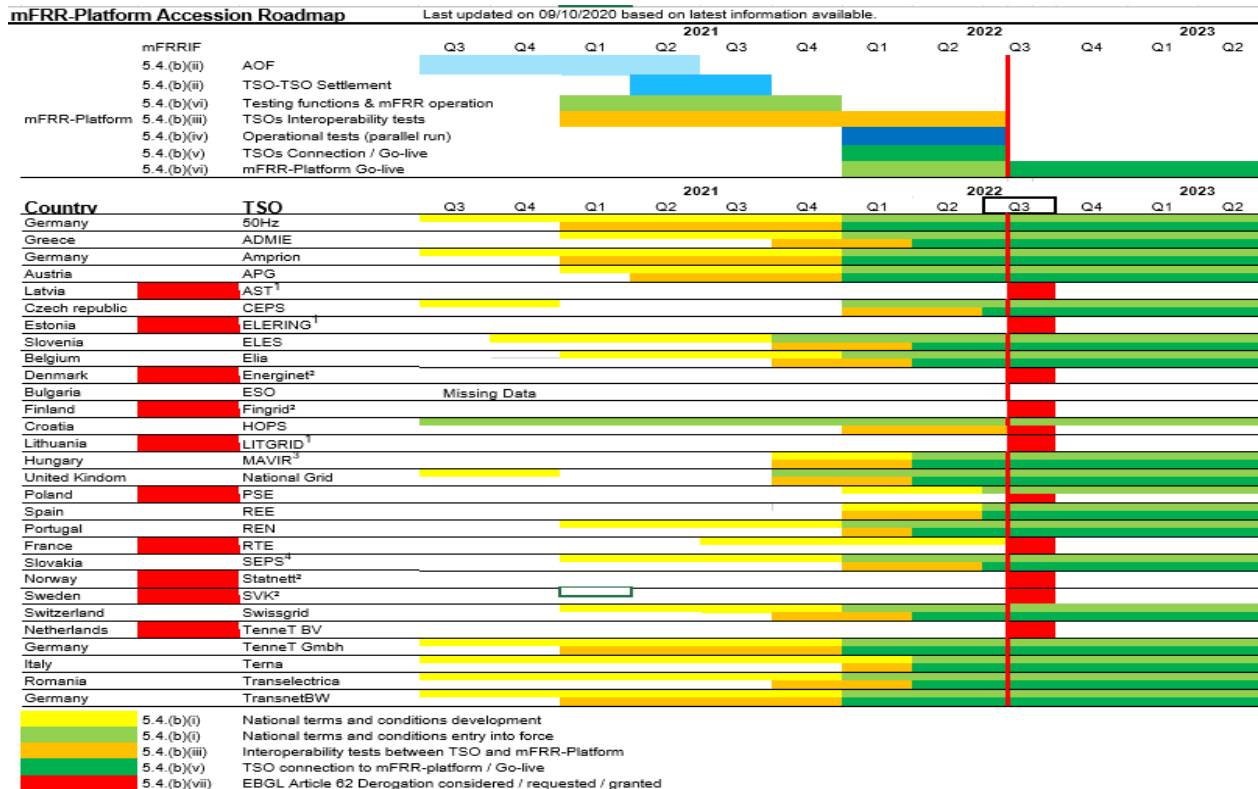 mFRR-Platform Accession Roadmap Last updated on 09/10/2020 based on latest information available.
2021 2022 2023
mFRRIF Q3 Q4 Q1 Q2 Q3 Q4 Q1 Q2 Q3 Q4 Q1 Q2
5.4.(b)(ii) AOF
5.4.(b)(ii) TSO-TSO Settlement
5.4.(b)(vi) Testing functions & mFRR operation
mFRR-Platform 5.4.(b)(iii) TSOs Interoperability tests
5.4.(b)(iv) Operational tests (parallel run)
5.4.(b)(v) TSOs Connection / Go-live
5.4.(b)(vi) mFRR-Platform Go-live
2021 2022 2023
Country TSO Q3 Q4 Q1 Q2 Q3 Q4 Q1 Q2 Q3 Q4 Q1 Q2
Germany 50Hz
Greece ADMIE
Germany Amprion
Austria APG
Latvia AST¹
Czech republic CEPS
Estonia ELERING¹
Slovenia ELES
Belgium Elia
Denmark Energinet²
Bulgaria ESO Missing Data
Finland Fingrid²
Croatia HOPS
Lithuania LITGRID¹
Hungary MAVIR³
United Kindom National Grid
Poland PSE
Spain REE
Portugal REN
France RTE
Slovakia SEPS⁴
Norway Statnett²
Sweden SVK²
Switzerland Swissgrid
Netherlands TenneT BV
Germany TenneT Gmbh
Italy Terna
Romania Transelectrica
Germany TransnetBW
5.4.(b)(i) National terms and conditions development
5.4.(b)(i) National terms and conditions entry into force
5.4.(b)(iii) Interoperability tests between TSO and mFRR-Platform
5.4.(b)(v) TSO connection to mFRR-platform / Go-live
5.4.(b)(vii) EBGL Article 62 Derogation considered / requested / granted